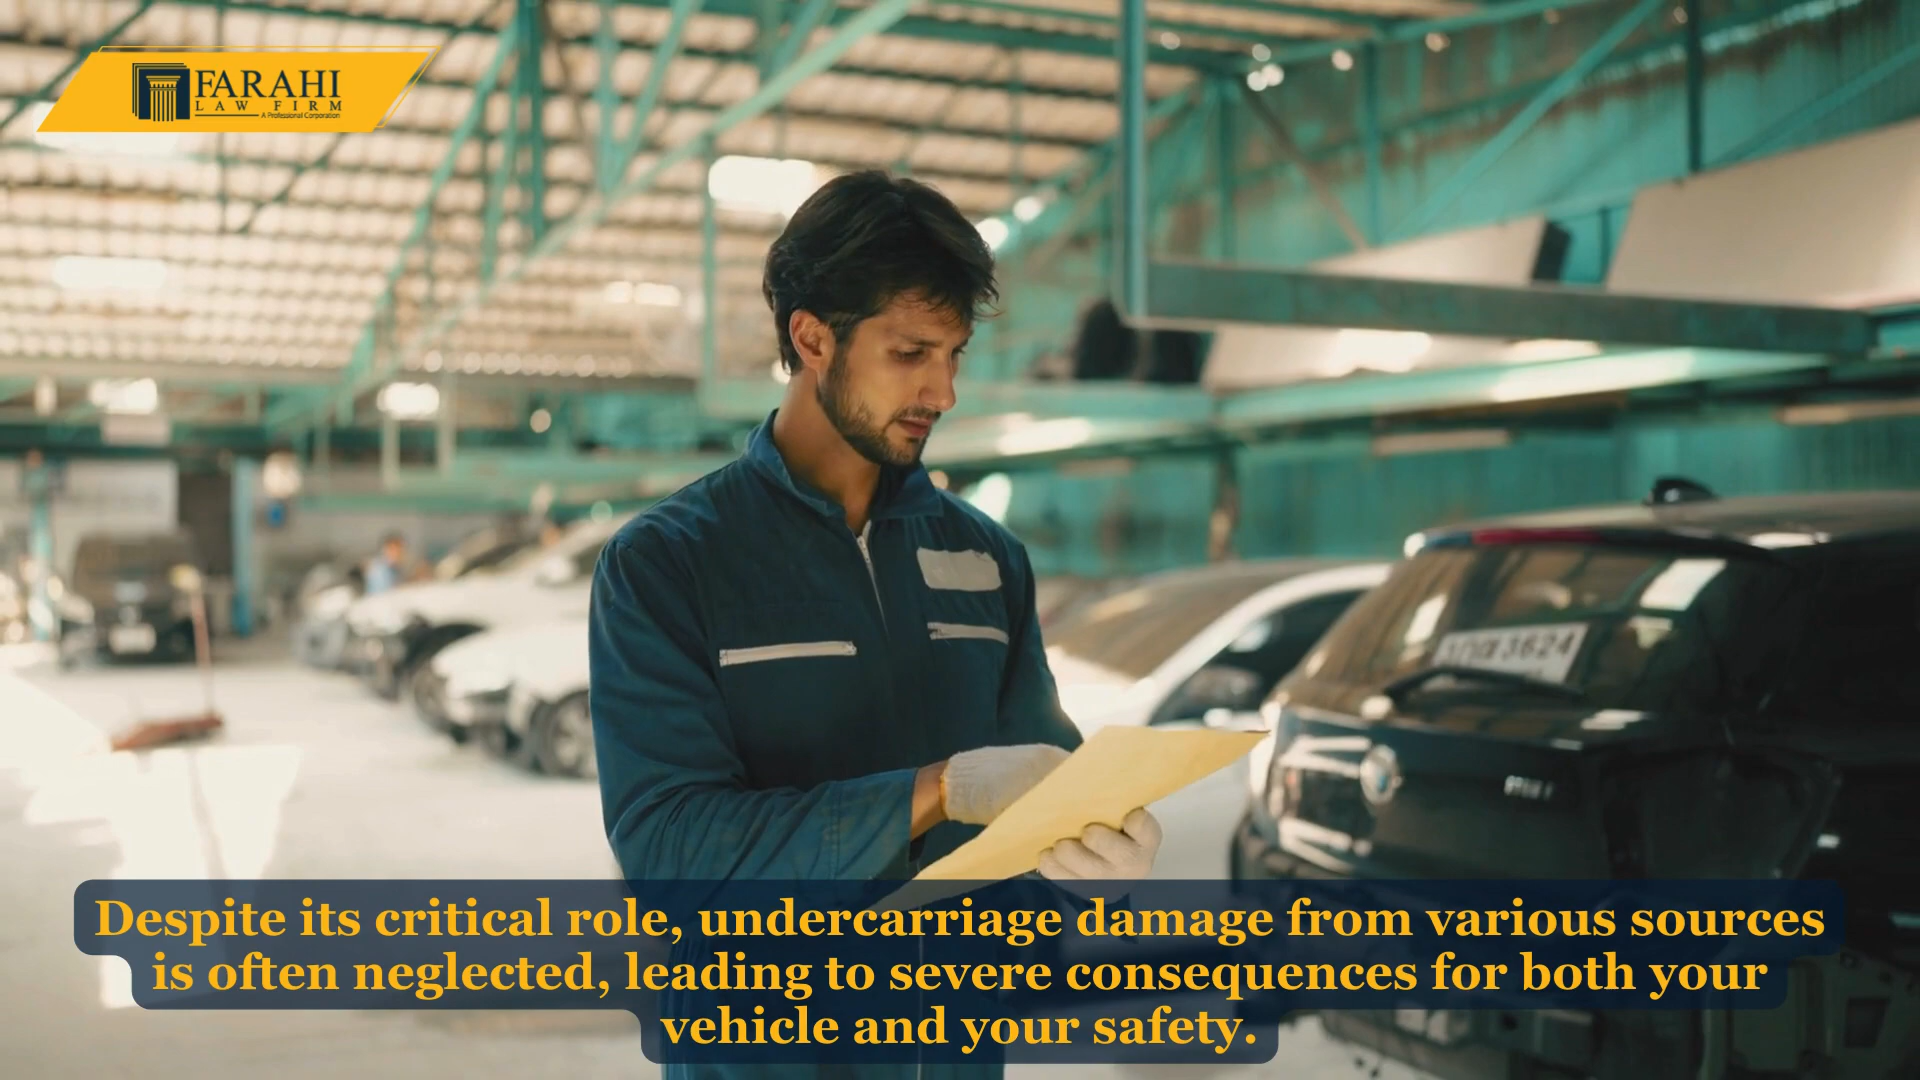 FARAHI
LAW FIRM
A Professional Corporation
3624
Despite its critical role, undercarriage damage from various sources
is often neglected, leading to severe consequences for both your
vehicle and your safety.